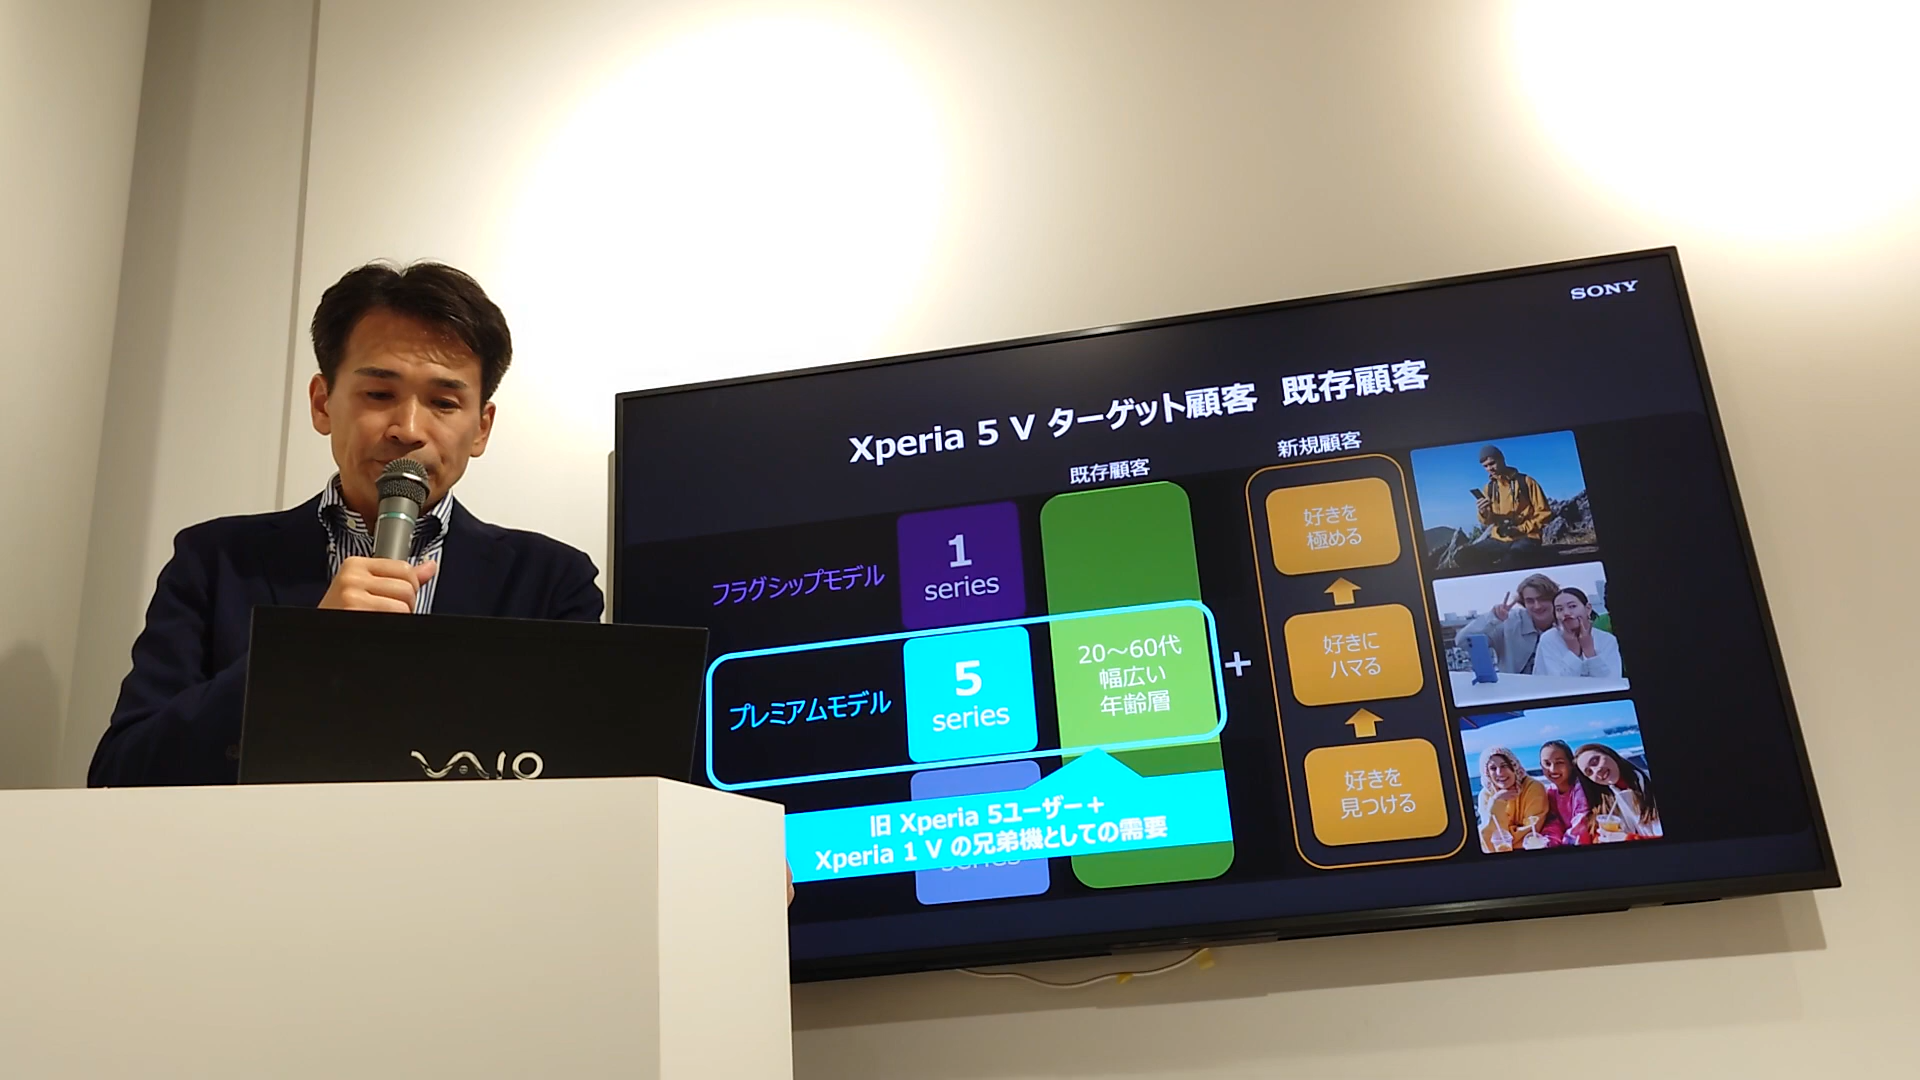 SONY
Xperia 5 V ターゲット顧客 既存顧客
既存顧客
新規顧客
フラグシップモデル
1
series
プレミアムモデル
5
series
20～60代
幅広い
年齢層
+
好きを
極める
好きに
ハマる
好きを
見つける
旧 Xperia 5ユーザー＋
Xperia 1 V の兄弟機としての需要
series
VAIO